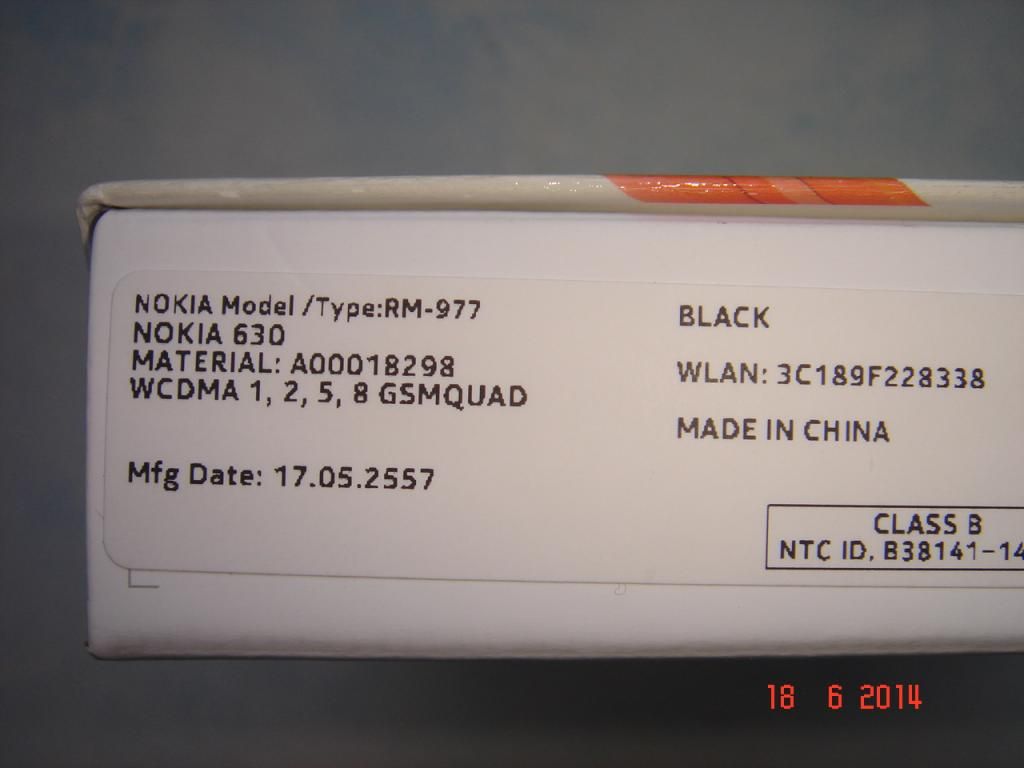 NOKIA Model /Type:RM-977
NOKIA 630
MATERIAL: A00018298
WCDMA 1, 2, 5, 8 GSMQUAD
Mfg Date: 17.05.2557
BLACK
WLAN: 3C189F228338
MADE IN CHINA
CLASS B
NTC ID. B38141-14
18 6 2014